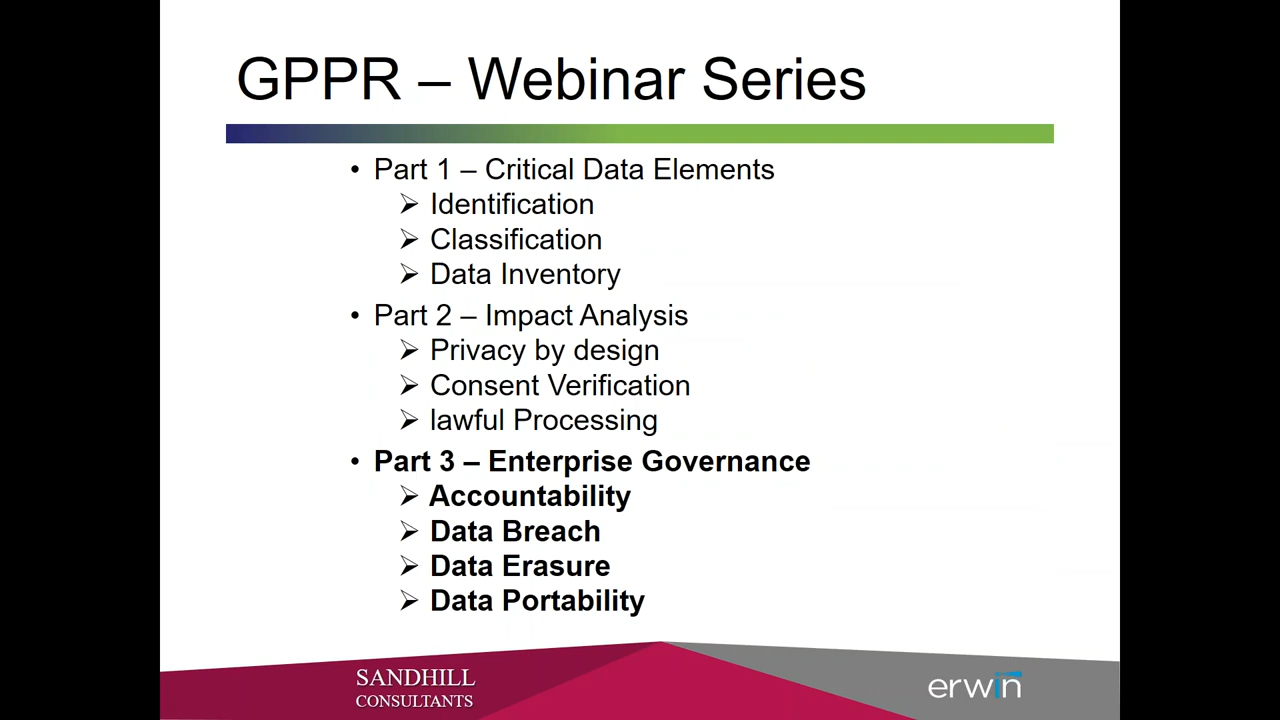 GPPR – Webinar Series
• Part 1 – Critical Data Elements
➢ Identification
➢ Classification
➢ Data Inventory
• Part 2 – Impact Analysis
➢ Privacy by design
➢ Consent Verification
➢ lawful Processing
• Part 3 – Enterprise Governance
➢ Accountability
➢ Data Breach
➢ Data Erasure
➢ Data Portability
SANDHILL
CONSULTANTS
erwin